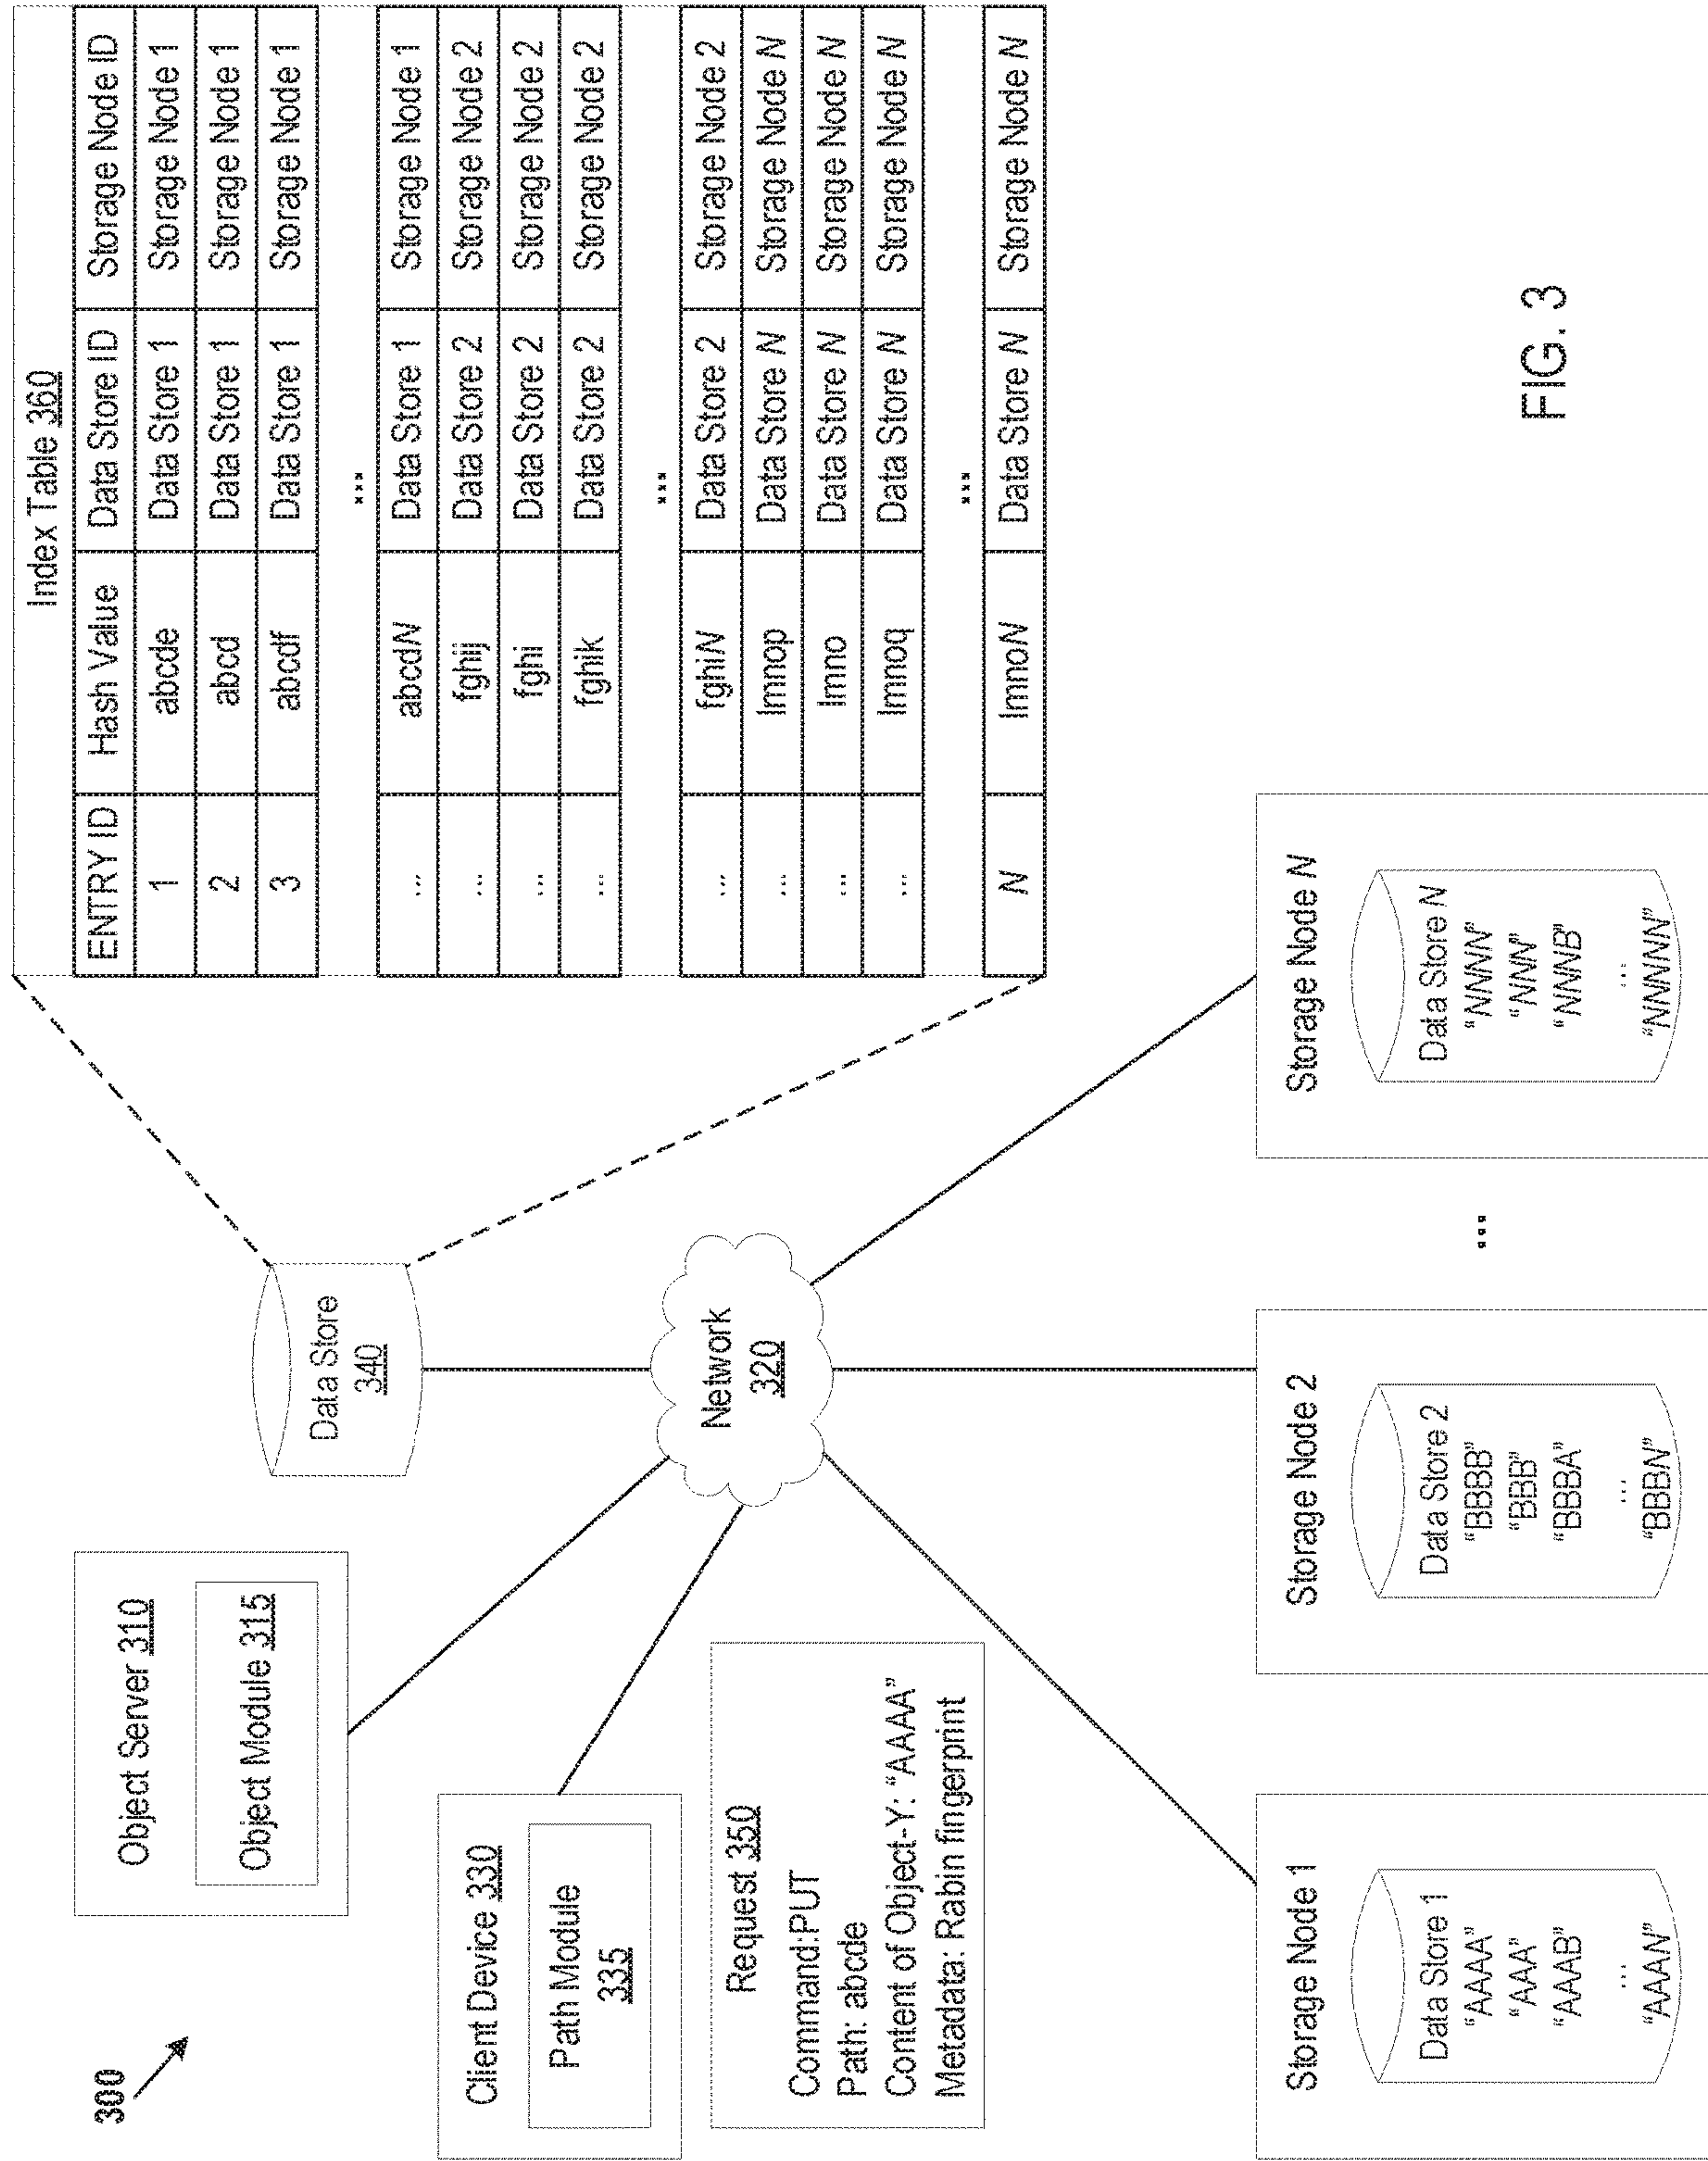 300
Object Server 310
Object Module 315
Client Device 330
Path Module
335
Request 350
Command:PUT
Path: abcde
Content of Object-Y: “AAAA”
Metadata: Rabin fingerprint
Data Store
340
Network
320
Index Table 360
ENTRY ID Hash Value Data Store ID Storage Node ID
1 abcde Data Store 1 Storage Node 1
2 abcd Data Store 1 Storage Node 1
3 abcdf Data Store 1 Storage Node 1
...
... abcdN Data Store 1 Storage Node 1
... fghij Data Store 2 Storage Node 2
... fghi Data Store 2 Storage Node 2
... fghik Data Store 2 Storage Node 2
...
... fghiN Data Store 2 Storage Node 2
... lmnop Data Store N Storage Node N
... lmno Data Store N Storage Node N
... lmnoq Data Store N Storage Node N
...
N lmnoN Data Store N Storage Node N
Storage Node 1
Data Store 1
“AAAA”
“AAA”
“AAAB”
...
“AAAN”
Storage Node 2
Data Store 2
“BBBB”
“BBB”
“BBBA”
...
“BBBN”
...
Storage Node N
Data Store N
“NNNN”
“NNN”
“NNNB”
...
“NNNNN”
FIG. 3